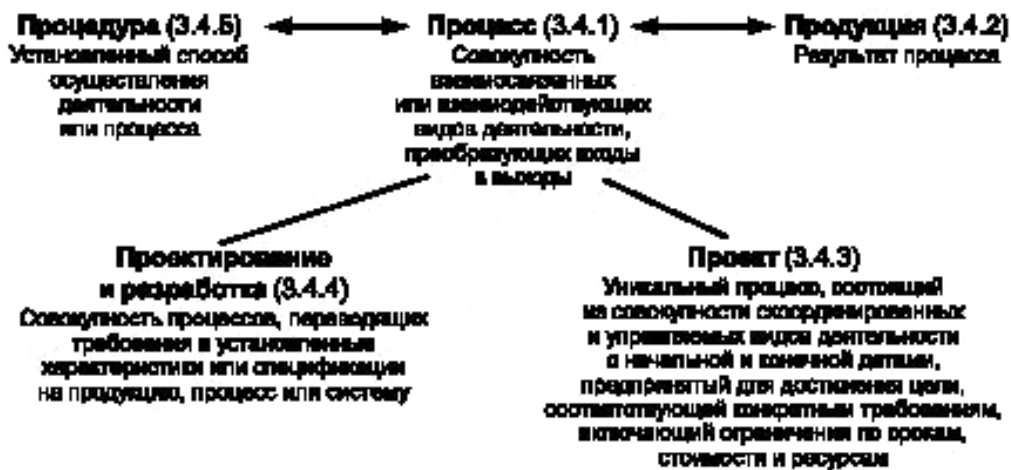 Процедура (3.4.5)
Установленный способ
осуществления
деятельности
или процесса
Процесс (3.4.1)
Совокупность
взаимосвязанных
или взаимодействующих
видов деятельности,
преобразующих входы
в выходы
Продукция (3.4.2)
Результат процесса
Проектирование
и разработка (3.4.4)
Совокупность процессов, переводящих
требования в установленные
характеристики или спецификации
на продукцию, процесс или систему
Проект (3.4.3)
Уникальный процесс, состоящий
из совокупности скоординированных
и управляемых видов деятельности
с начальной и конечной датами,
предпринятый для достижения цели,
соответствующей конкретным требованиям,
включающий ограничения по срокам,
стоимости и ресурсам